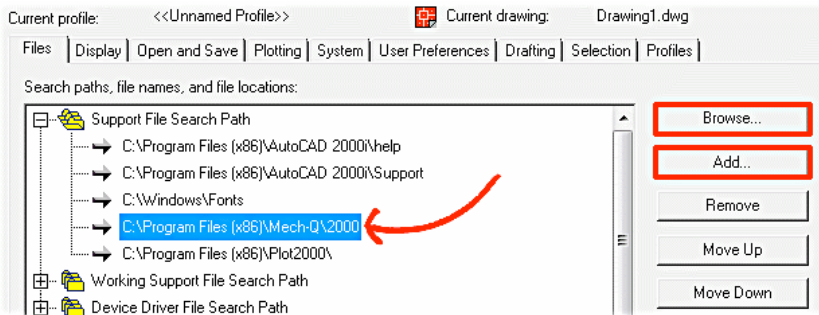 Current profile: <<Unnamed Profile>> Current drawing: Drawing1.dwg
Files Display Open and Save Plotting System User Preferences Drafting Selection Profiles
Search paths, file names, and file locations:
Support File Search Path
C:\Program Files (x86)\AutoCAD 2000i\help
C:\Program Files (x86)\AutoCAD 2000i\Support
C:\Windows\Fonts
C:\Program Files (x86)\Mech-Q\2000
C:\Program Files (x86)\Plot2000\
Working Support File Search Path
Device Driver File Search Path
Browse...
Add...
Remove
Move Up
Move Down